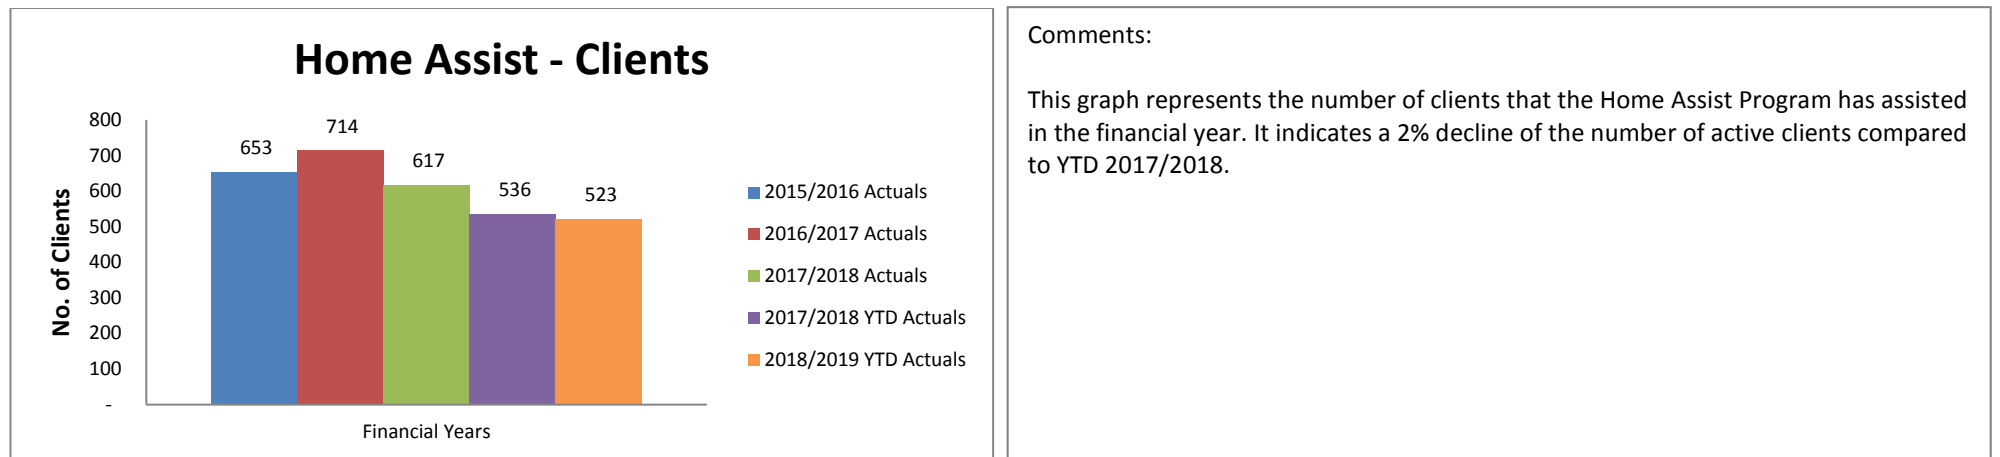 Home Assist - Clients
800
700
600
500
400
300
200
100
-
No. of Clients
653
714
617
536
523
Financial Years
2015/2016 Actuals
2016/2017 Actuals
2017/2018 Actuals
2017/2018 YTD Actuals
2018/2019 YTD Actuals
Comments:
This graph represents the number of clients that the Home Assist Program has assisted
in the financial year. It indicates a 2% decline of the number of active clients compared
to YTD 2017/2018.